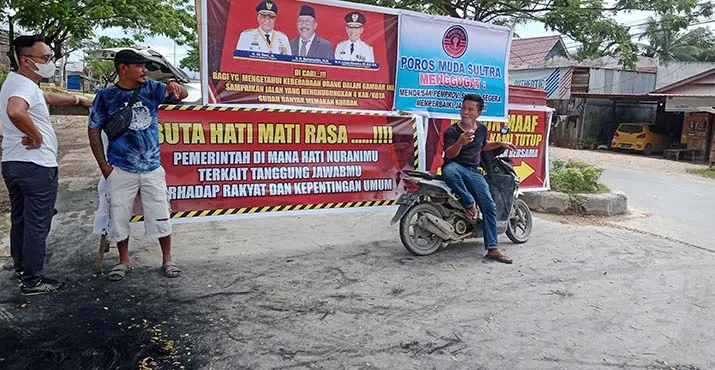 DI CARI...!
BAGI YG MENGETAHUI KEBERADAAN ORANG DALAM GAMBAR INI
SAMPAIKAN JALAN YANG MENGHUBUNGKAN 4 KAB/KOTA
SUDAH BANYAK MEMAKAN KORBAN.
POROS MUDA SULTRA
MENGGUGAT :
MENDESAK PEMPROV SEGERA
MEMPERBAIKI
BUTA HATI MATI RASA ......!!!!
PEMERINTAH DI MANA HATI NURANIMU
TERKAIT TANGGUNG JAWABMU
TERHADAP RAKYAT DAN KEPENTINGAN UMUM
MAAF
KAMI TUTUP